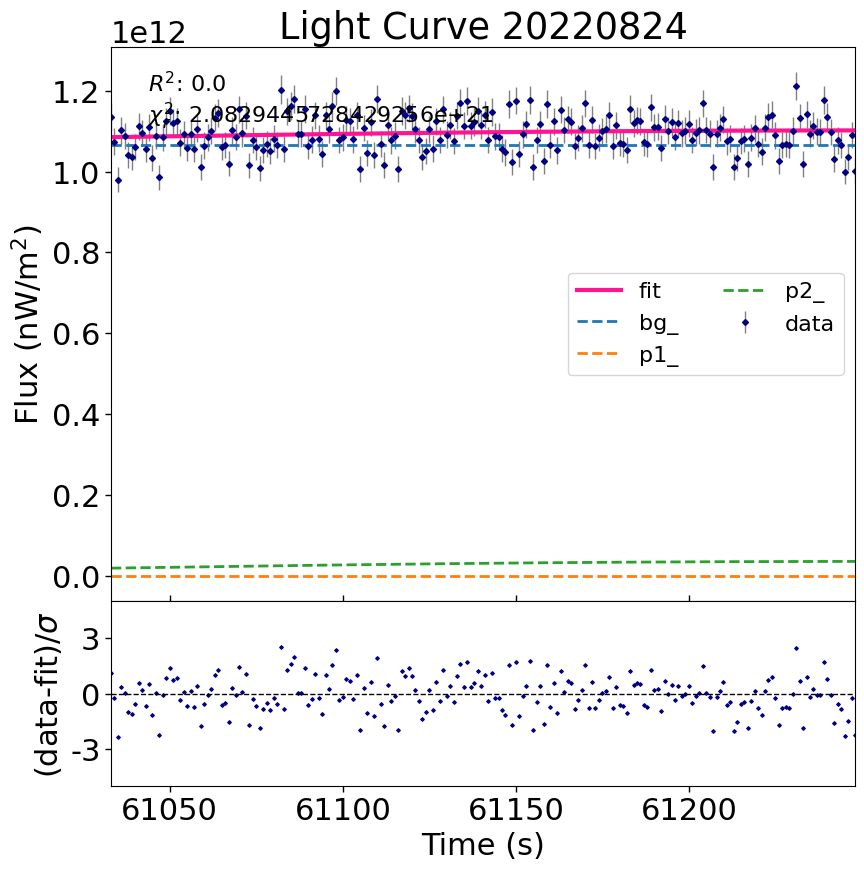 Light Curve 20220824
1e12
R²: 0.0
χ²: 2.0829445728429256e+21
1.2
1.0
0.8
0.6
0.4
0.2
0.0
Flux (nW/m²)
fit
bg_
p1_
p2_
data
3
0
-3
(data-fit)/σ
61050 61100 61150 61200
Time (s)